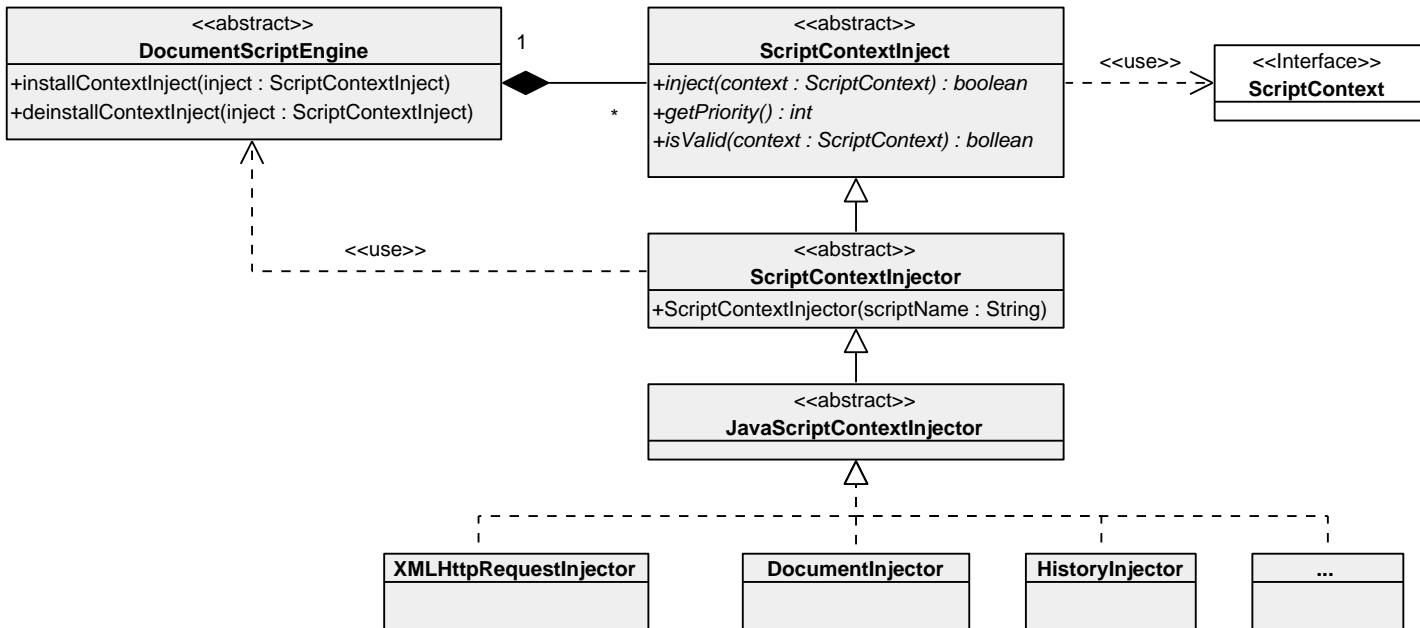 <<abstract>>
DocumentScriptEngine
+installContextInject(inject : ScriptContextInject)
+deinstallContextInject(inject : ScriptContextInject)
1
*
<<abstract>>
ScriptContextInject
+inject(context : ScriptContext) : boolean
+getPriority() : int
+isValid(context : ScriptContext) : bollean
<<use>>
<<Interface>>
ScriptContext
<<use>>
<<abstract>>
ScriptContextInjector
+ScriptContextInjector(scriptName : String)
<<abstract>>
JavaScriptContextInjector
XMLHttpRequestInjector
DocumentInjector
HistoryInjector
...